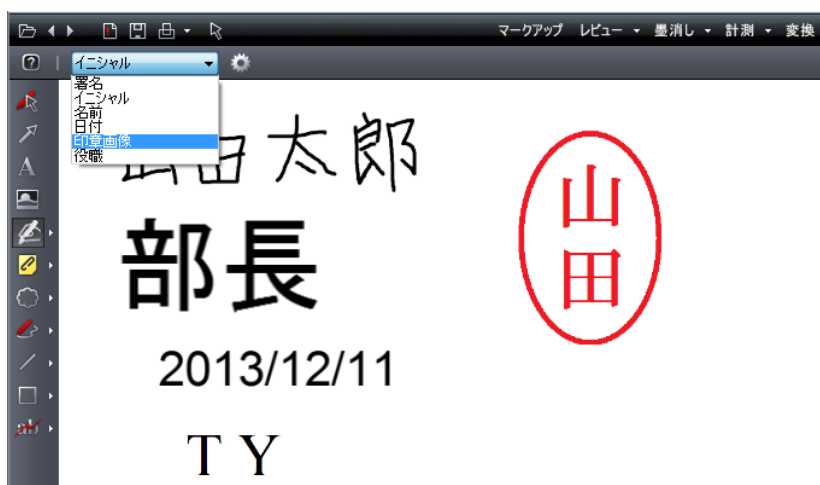 マークアップ レビュー 墨消し 計測 変換
イニシャル
署名
イニシャル
名前
日付
印章画像
役職
A
山田太郎
部長
2013/12/11
T Y
山
田
ab